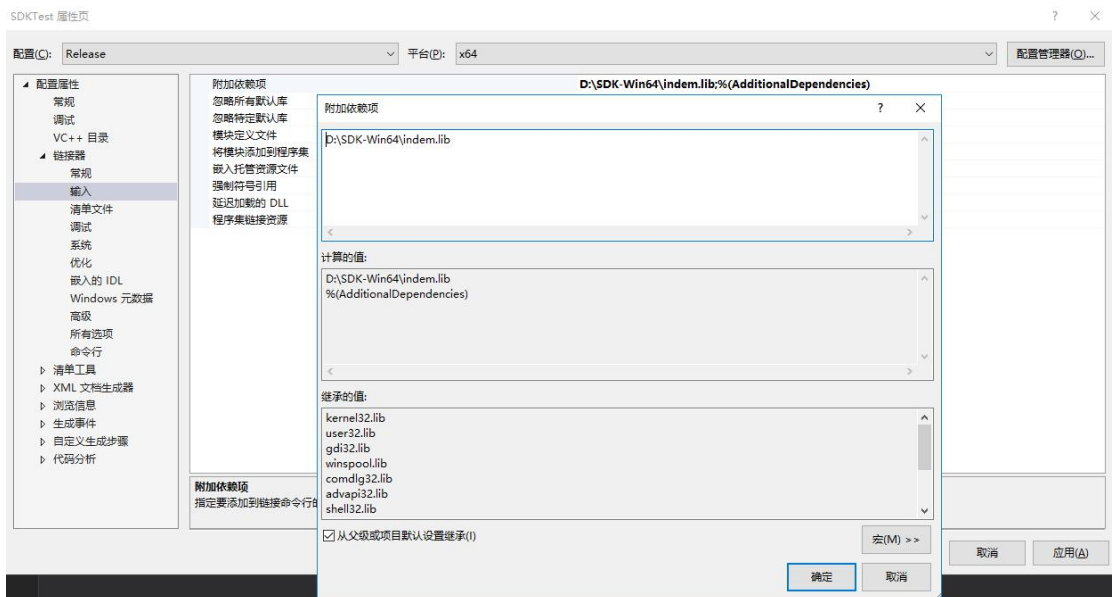 SDKTest 属性页
? ×
配置(C): Release 平台(P): x64 配置管理器(O)...
配置属性
常规
调试
VC++ 目录
链接器
常规
输入
清单文件
调试
系统
优化
嵌入的 IDL
Windows 元数据
高级
所有选项
命令行
清单工具
XML 文档生成器
浏览信息
生成事件
自定义生成步骤
代码分析
附加依赖项 D:\SDK-Win64\indem.lib;%(AdditionalDependencies)
忽略所有默认库
忽略特定默认库
模块定义文件
将模块添加到程序集
嵌入托管资源文件
强制符号引用
延迟加载的 DLL
程序集链接资源
附加依赖项
指定要添加到链接命令行
附加依赖项 ? ×
D:\SDK-Win64\indem.lib
计算的值:
D:\SDK-Win64\indem.lib
%(AdditionalDependencies)
继承的值:
kernel32.lib
user32.lib
gdi32.lib
winspool.lib
comdlg32.lib
advapi32.lib
shell32.lib
从父级或项目默认设置继承(I)
宏(M) >>
确定 取消
取消 应用(A)